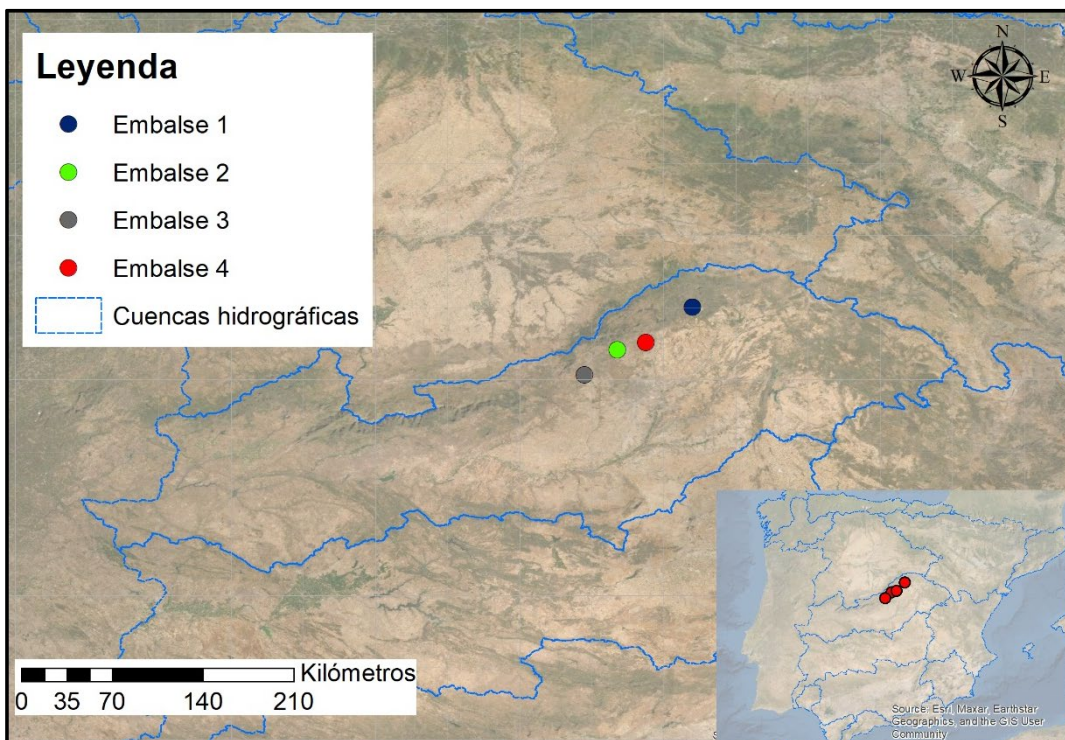 Leyenda
Embalse 1
Embalse 2
Embalse 3
Embalse 4
Cuencas hidrográficas
N
W E
S
0 35 70 140 210 Kilómetros
Source: Esri, Maxar, Earthstar
Geographics, and the GIS User
Community